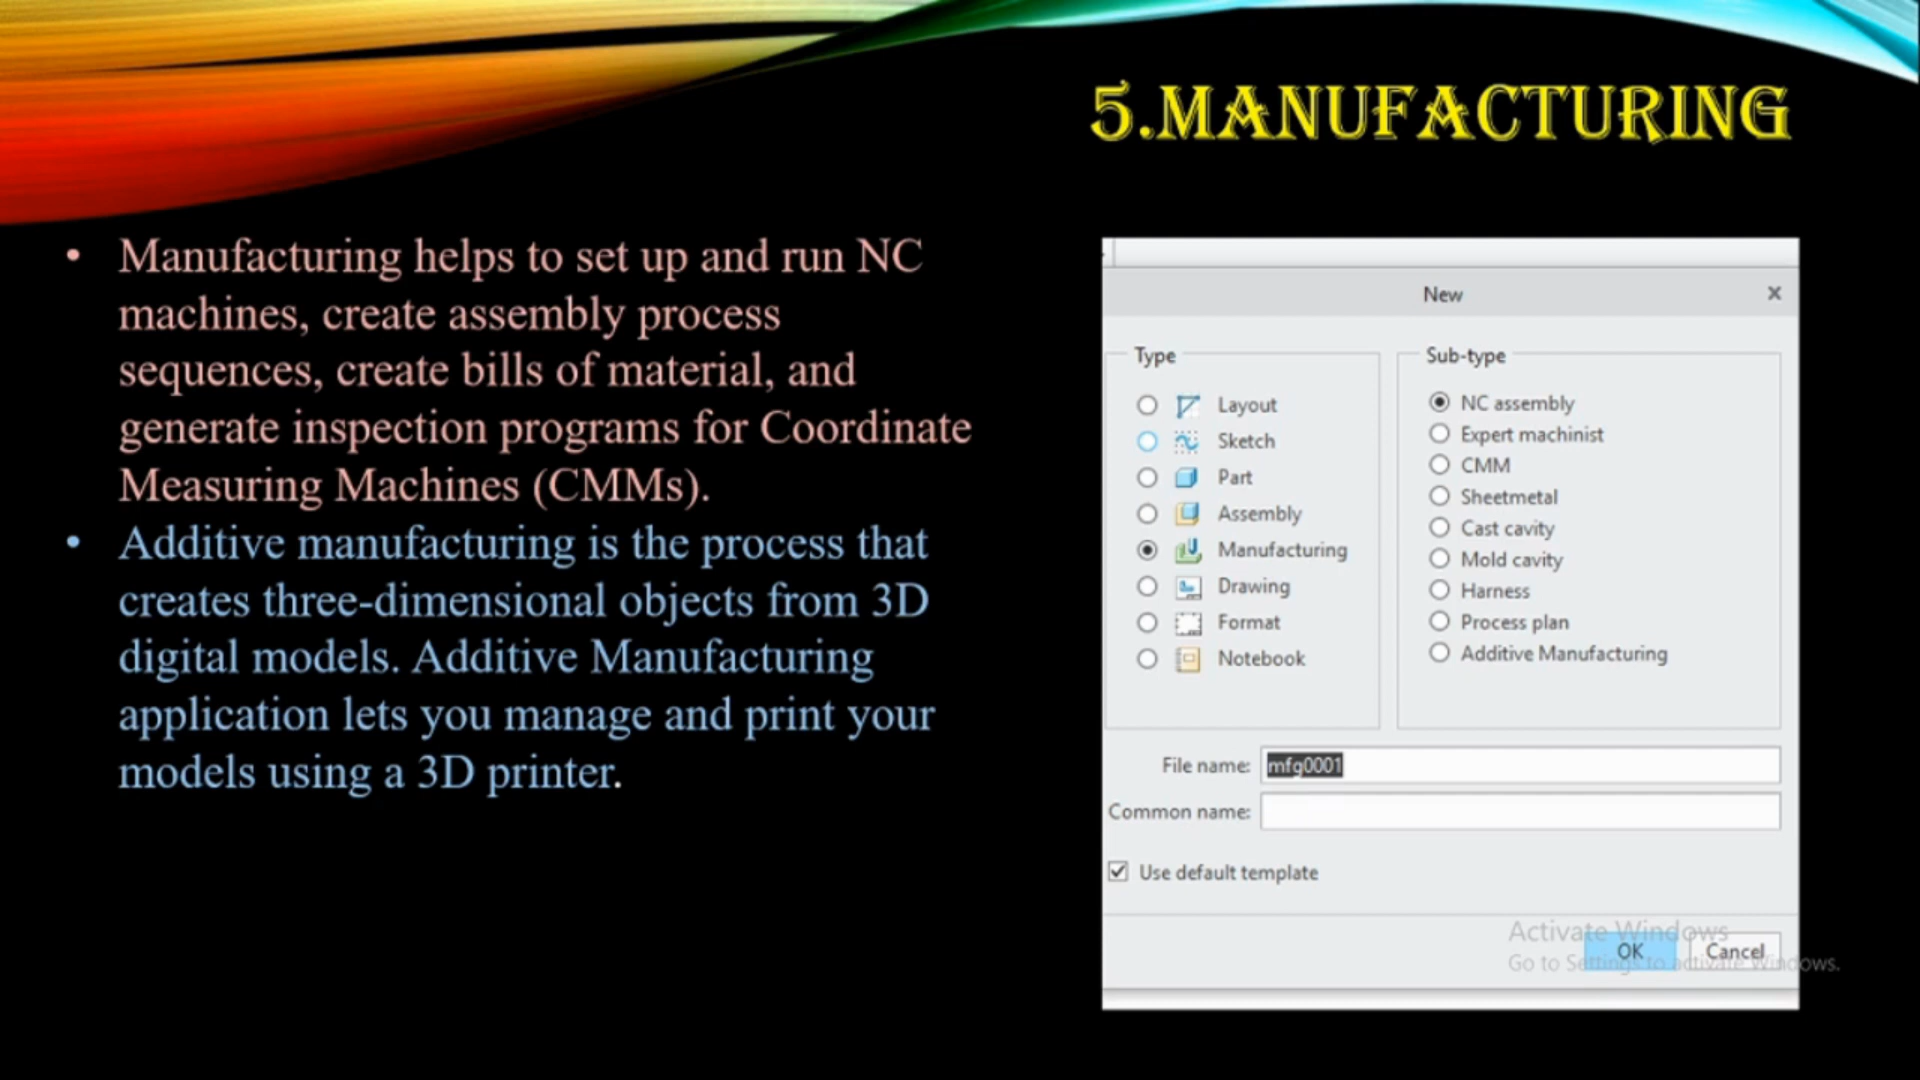 5.MANUFACTURING
• Manufacturing helps to set up and run NC
machines, create assembly process
sequences, create bills of material, and
generate inspection programs for Coordinate
Measuring Machines (CMMs).
• Additive manufacturing is the process that
creates three-dimensional objects from 3D
digital models. Additive Manufacturing
application lets you manage and print your
models using a 3D printer.
New
Type
Layout
Sketch
Part
Assembly
Manufacturing
Drawing
Format
Notebook
Sub-type
NC assembly
Expert machinist
CMM
Sheetmetal
Cast cavity
Mold cavity
Harness
Process plan
Additive Manufacturing
File name: mfg0001
Common name:
Use default template
OK Cancel
Activate Windows
Go to Settings to activate Windows.